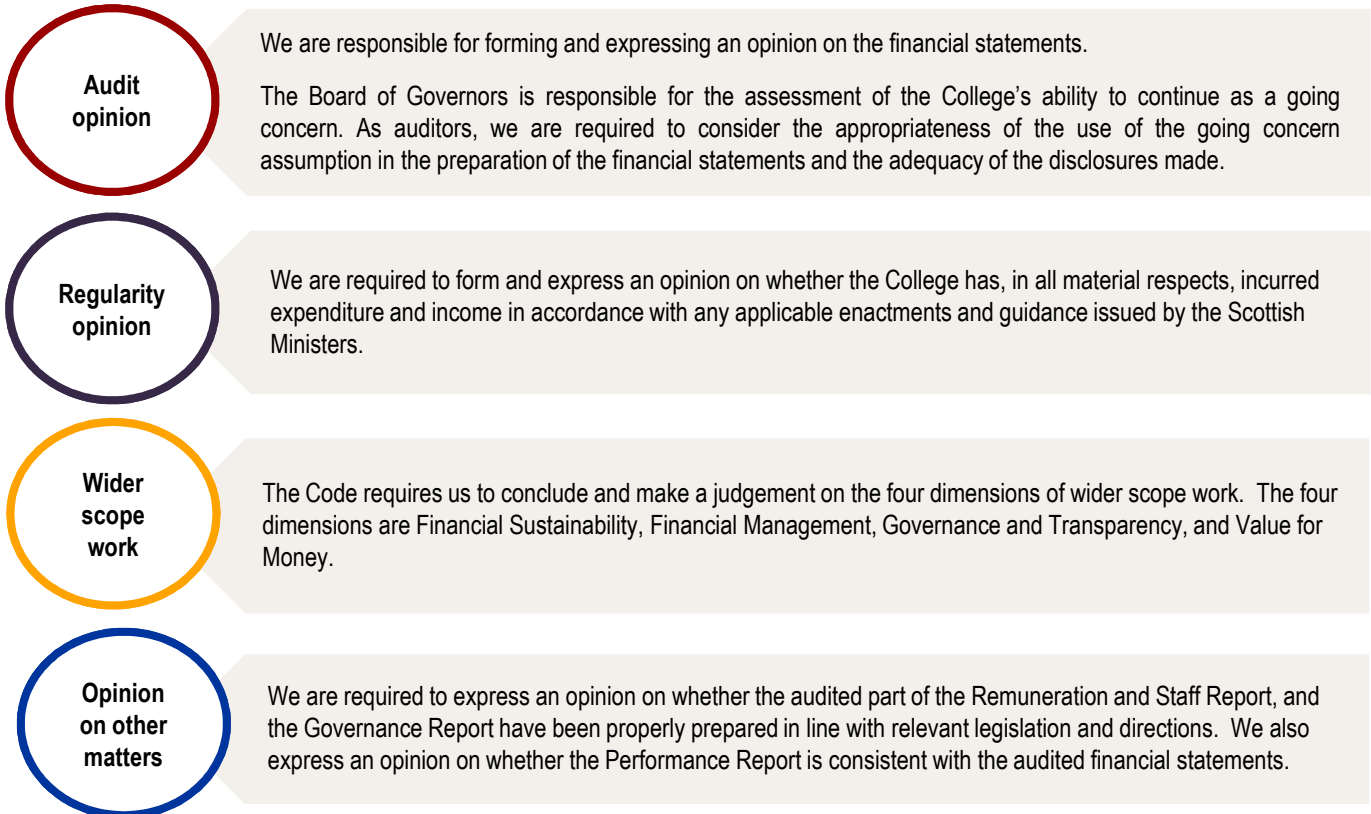 Audit
opinion
We are responsible for forming and expressing an opinion on the financial statements.
The Board of Governors is responsible for the assessment of the College's ability to continue as a going
concern. As auditors, we are required to consider the appropriateness of the use of the going concern
assumption in the preparation of the financial statements and the adequacy of the disclosures made.
Regularity
opinion
We are required to form and express an opinion on whether the College has, in all material respects, incurred
expenditure and income in accordance with any applicable enactments and guidance issued by the Scottish
Ministers.
Wider
scope
work
The Code requires us to conclude and make a judgement on the four dimensions of wider scope work. The four
dimensions are Financial Sustainability, Financial Management, Governance and Transparency, and Value for
Money.
Opinion
on other
matters
We are required to express an opinion on whether the audited part of the Remuneration and Staff Report, and
the Governance Report have been properly prepared in line with relevant legislation and directions. We also
express an opinion on whether the Performance Report is consistent with the audited financial statements.